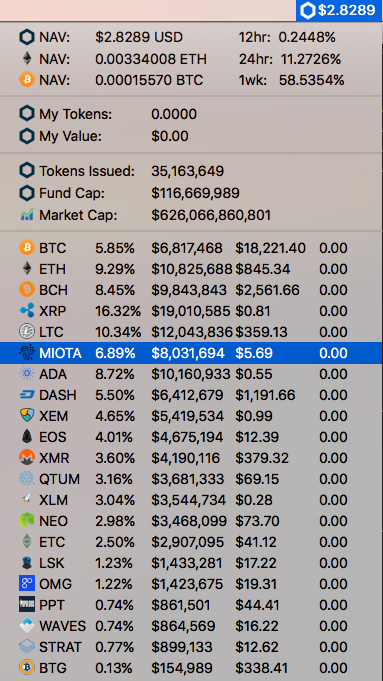 $2.8289
NAV: $2.8289 USD 12hr: 0.2448%
NAV: 0.00334008 ETH 24hr: 11.2726%
NAV: 0.00015570 BTC 1wk: 58.5354%
My Tokens: 0.0000
My Value: $0.00
Tokens Issued: 35,163,649
Fund Cap: $116,669,989
Market Cap: $626,066,860,801
BTC 5.85% $6,817,468 $18,221.40 0.00
ETH 9.29% $10,825,688 $845.34 0.00
BCH 8.45% $9,843,843 $2,561.66 0.00
XRP 16.32% $19,010,585 $0.81 0.00
LTC 10.34% $12,043,836 $359.13 0.00
MIOTA 6.89% $8,031,694 $5.69 0.00
ADA 8.72% $10,160,933 $0.55 0.00
DASH 5.50% $6,412,679 $1,191.66 0.00
XEM 4.65% $5,419,534 $0.99 0.00
EOS 4.01% $4,675,194 $12.39 0.00
XMR 3.60% $4,190,116 $379.32 0.00
QTUM 3.16% $3,681,333 $69.15 0.00
XLM 3.04% $3,544,734 $0.28 0.00
NEO 2.98% $3,468,099 $73.70 0.00
ETC 2.50% $2,907,095 $41.12 0.00
LSK 1.23% $1,433,281 $17.22 0.00
OMG 1.22% $1,423,675 $19.31 0.00
PPT 0.74% $861,501 $44.41 0.00
WAVES 0.74% $864,569 $16.22 0.00
STRAT 0.77% $899,133 $12.62 0.00
BTG 0.13% $154,989 $338.41 0.00